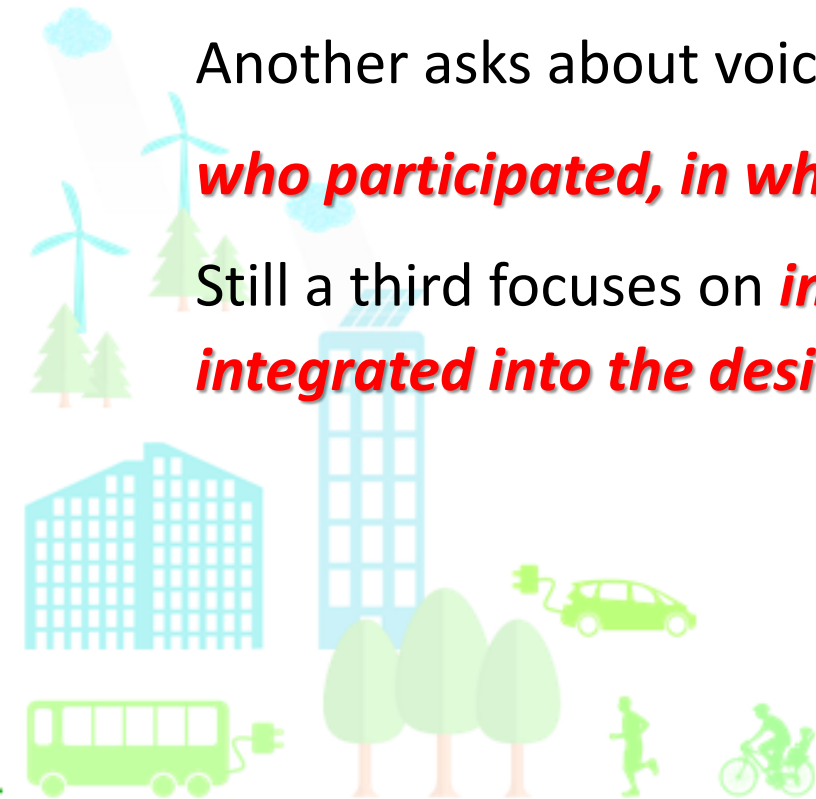 Another asks about voic
who participated, in wh
Still a third focuses on in
integrated into the desi